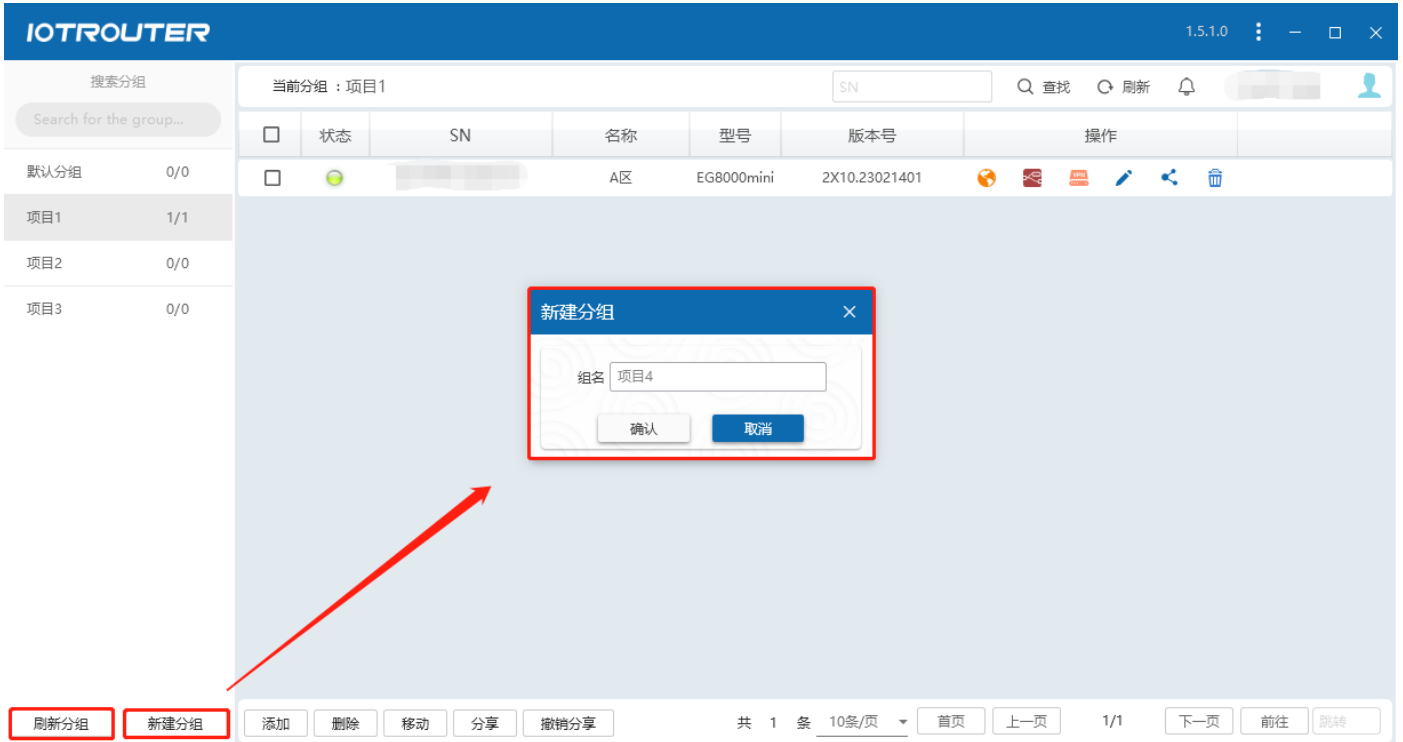 IOTROUTER 1.5.1.0
搜索分组
Search for the group...
当前分组 : 项目1 SN 查找 刷新
状态 SN 名称 型号 版本号 操作
默认分组 0/0
A区 EG8000mini 2X10.23021401 VPN
项目1 1/1
项目2 0/0
项目3 0/0
新建分组
组名 项目4
确认 取消
刷新分组 新建分组 添加 删除 移动 分享 撤销分享 共 1 条 10条/页 首页 上一页 1/1 下一页 前往 跳转